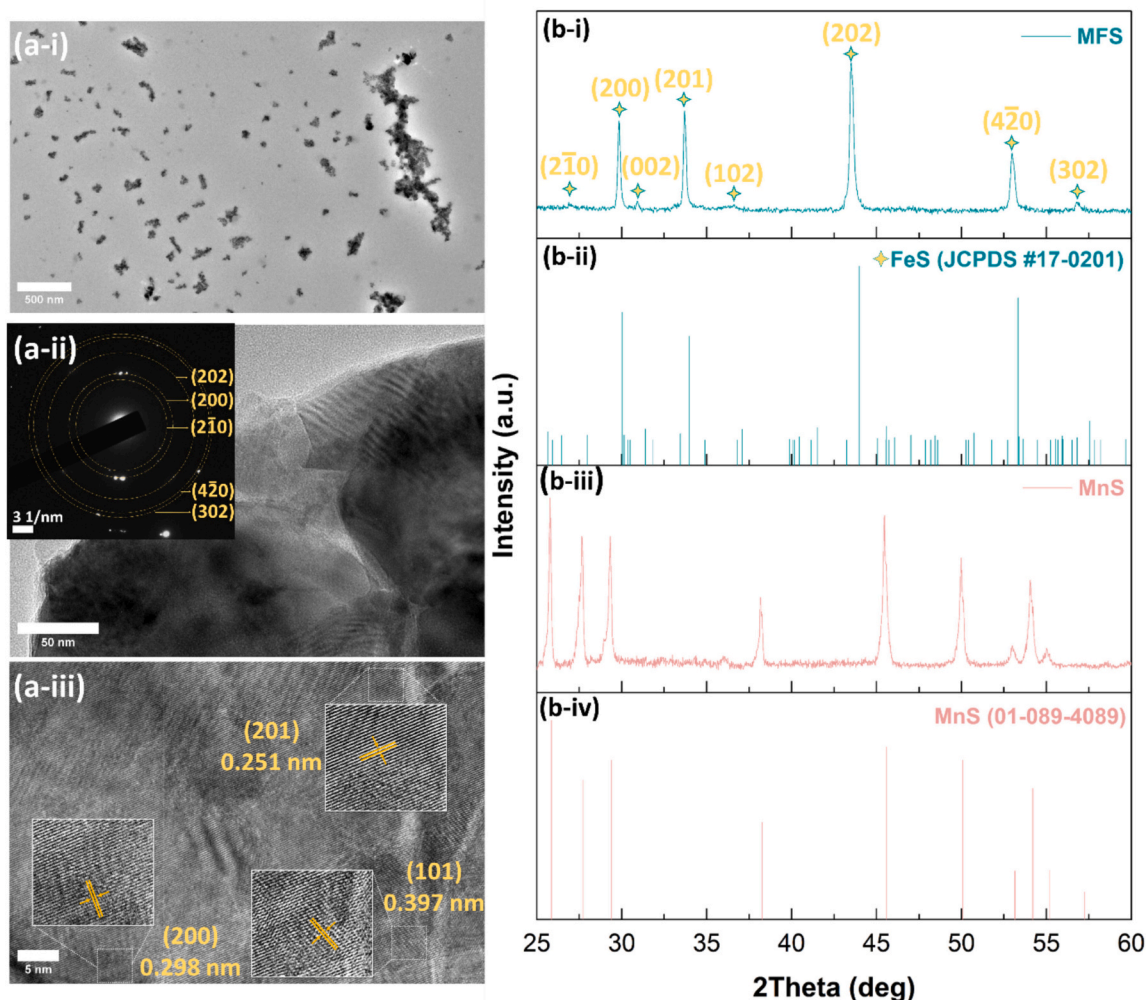 (a-i)
500 nm
(a-ii)
(202)
(200)
(21̅0)
(42̅0)
(302)
3 1/nm
50 nm
(a-iii)
(201)
0.251 nm
(101)
0.397 nm
(200)
0.298 nm
5 nm
(b-i)
MFS
(202)
(200)
(201)
(42̅0)
(21̅0)
(002)
(102)
(302)
(b-ii)
FeS (JCPDS #17-0201)
(b-iii)
MnS
(b-iv)
MnS (01-089-4089)
Intensity (a.u.)
25 30 35 40 45 50 55 60
2Theta (deg)